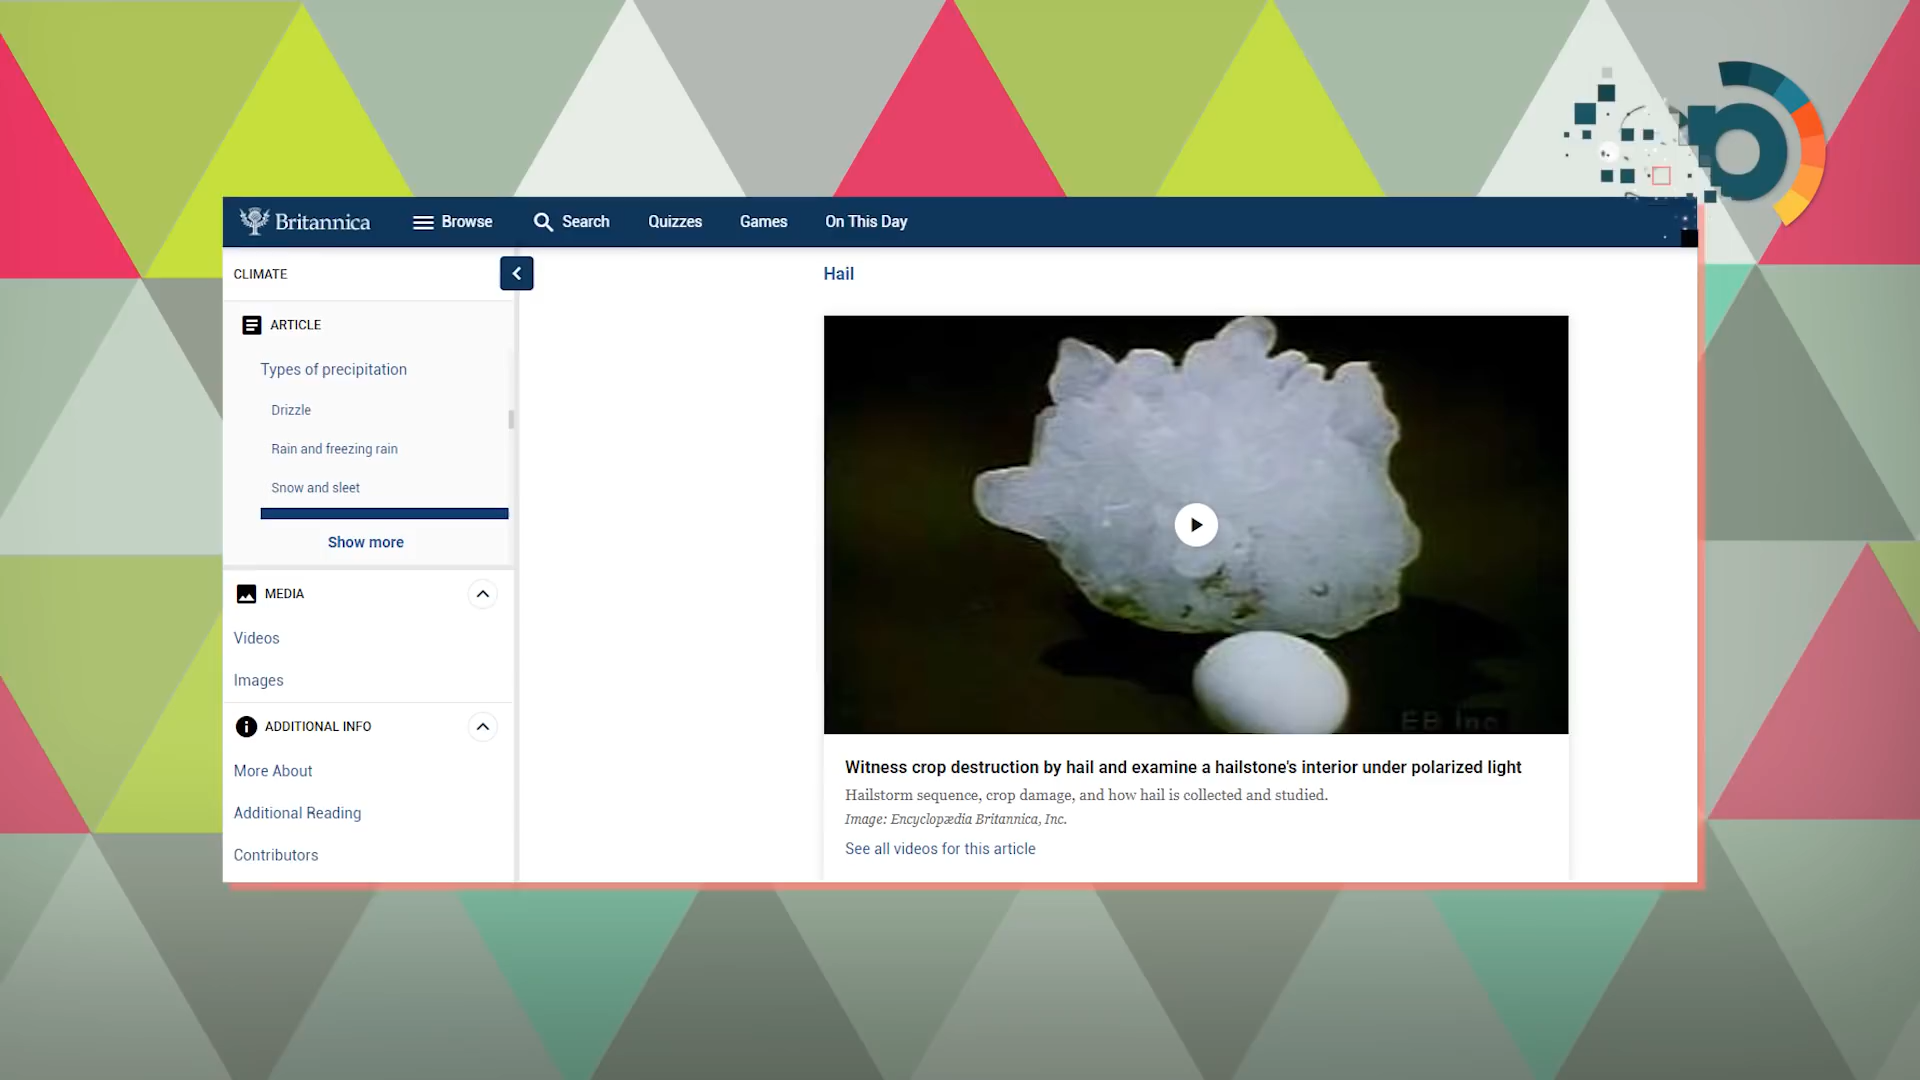 Britannica
Browse
Search
Quizzes
Games
On This Day
CLIMATE
ARTICLE
Types of precipitation
Drizzle
Rain and freezing rain
Snow and sleet
Show more
MEDIA
Videos
Images
ADDITIONAL INFO
More About
Additional Reading
Contributors
Hail
EB Inc
Witness crop destruction by hail and examine a hailstone's interior under polarized light
Hailstorm sequence, crop damage, and how hail is collected and studied.
Image: Encyclopædia Britannica, Inc.
See all videos for this article